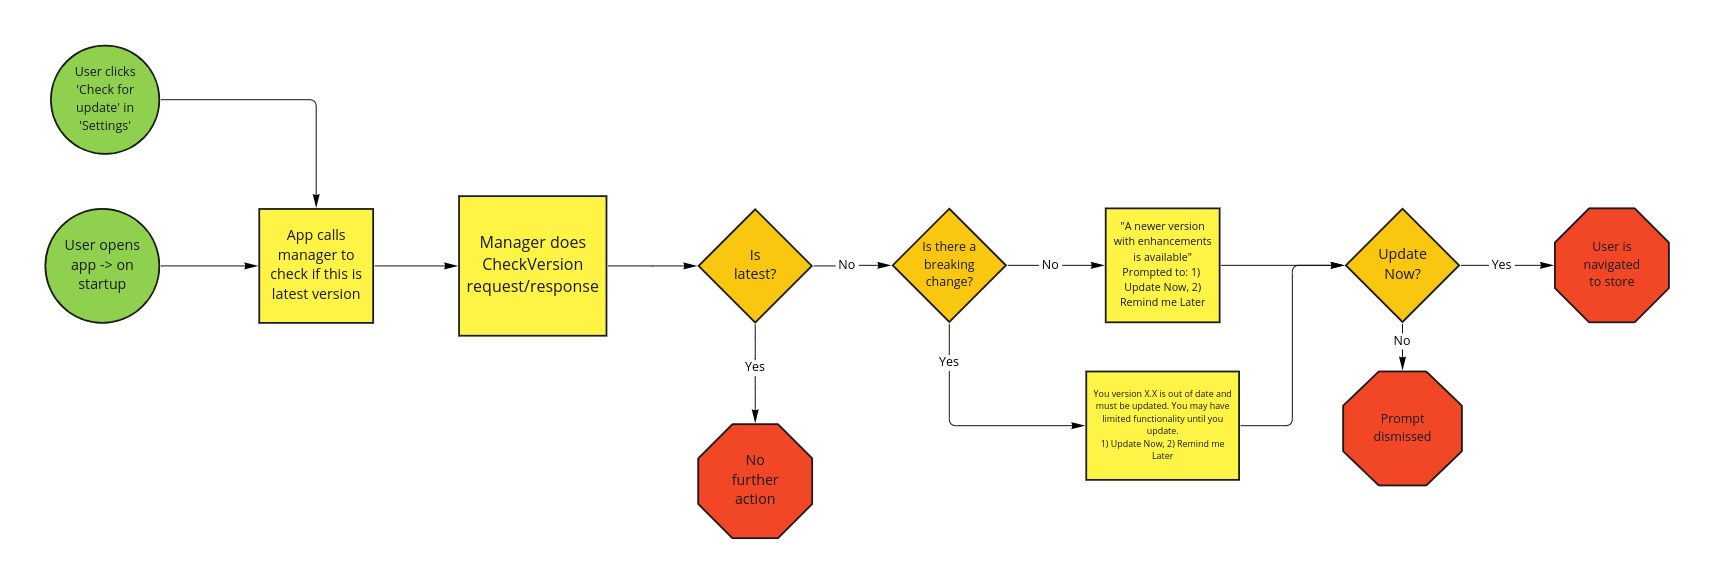 User clicks
'Check for
update' in
'Settings'
User opens
app -> on
startup
App calls
manager to
check if this is
latest version
Manager does
CheckVersion
request/response
Is
latest?
No
Yes
No
further
action
Is there a
breaking
change?
No
Yes
"A newer version
with enhancements
is available"
Prompted to: 1)
Update Now, 2)
Remind me Later
You version X.X is out of date and
must be updated. You may have
limited functionality until you
update.
1) Update Now, 2) Remind me
Later
Update
Now?
Yes
No
User is
navigated
to store
Prompt
dismissed